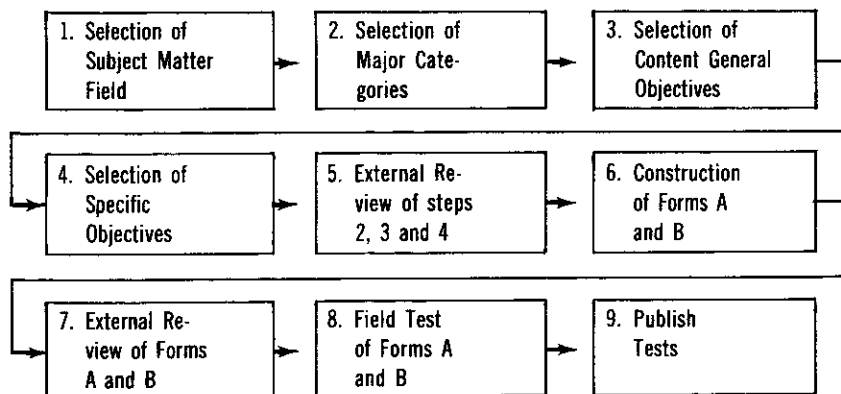 1. Selection of
Subject Matter
Field
2. Selection of
Major Cate-
gories
3. Selection of
Content General
Objectives
4. Selection of
Specific
Objectives
5. External Re-
view of steps
2, 3 and 4
6. Construction
of Forms A
and B
7. External Re-
view of Forms
A and B
8. Field Test
of Forms A
and B
9. Publish
Tests